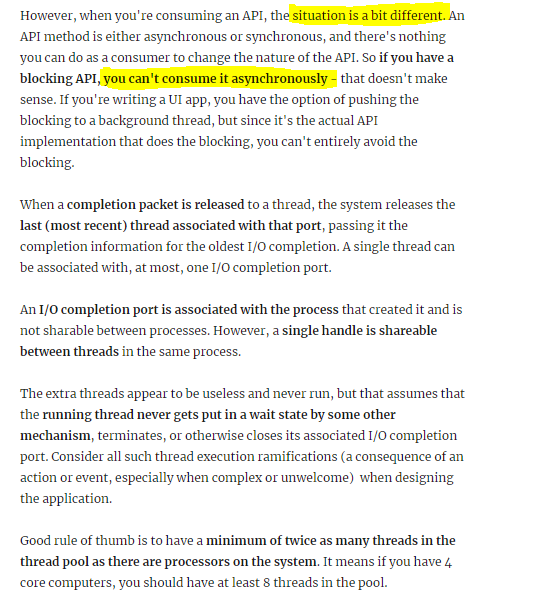 However, when you're consuming an API, the situation is a bit different. An
API method is either asynchronous or synchronous, and there's nothing
you can do as a consumer to change the nature of the API. So if you have a
blocking API, you can't consume it asynchronously - that doesn't make
sense. If you're writing a UI app, you have the option of pushing the
blocking to a background thread, but since it's the actual API
implementation that does the blocking, you can't entirely avoid the
blocking.
When a completion packet is released to a thread, the system releases the
last (most recent) thread associated with that port, passing it the
completion information for the oldest I/O completion. A single thread can
be associated with, at most, one I/O completion port.
An I/O completion port is associated with the process that created it and is
not sharable between processes. However, a single handle is shareable
between threads in the same process.
The extra threads appear to be useless and never run, but that assumes that
the running thread never gets put in a wait state by some other
mechanism, terminates, or otherwise closes its associated I/O completion
port. Consider all such thread execution ramifications (a consequence of an
action or event, especially when complex or unwelcome) when designing
the application.
Good rule of thumb is to have a minimum of twice as many threads in the
thread pool as there are processors on the system. It means if you have 4
core computers, you should have at least 8 threads in the pool.